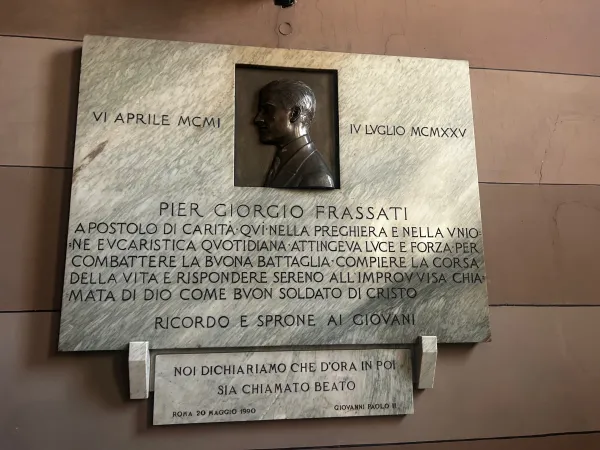 VI APRILE MCMI
IV LVGLIO MCMXXV
PIER GIORGIO FRASSATI
APOSTOLO DI CARITÀ · QVI · NELLA PREGHIERA E NELLA VNIO
NE EVCARISTICA QVOTIDIANA · ATTINGEVA LVCE E FORZA · PER
COMBATTERE LA BVONA BATTAGLIA · COMPIERE LA CORSA
DELLA VITA E RISPONDERE SERENO ALL'IMPROVVISA CHIA
MATA DI DIO COME BVON SOLDATO DI CRISTO
RICORDO E SPRONE AI GIOVANI
NOI DICHIARIAMO CHE D'ORA IN POI
SIA CHIAMATO BEATO
ROMA 20 MAGGIO 1990 GIOVANNI PAOLO II